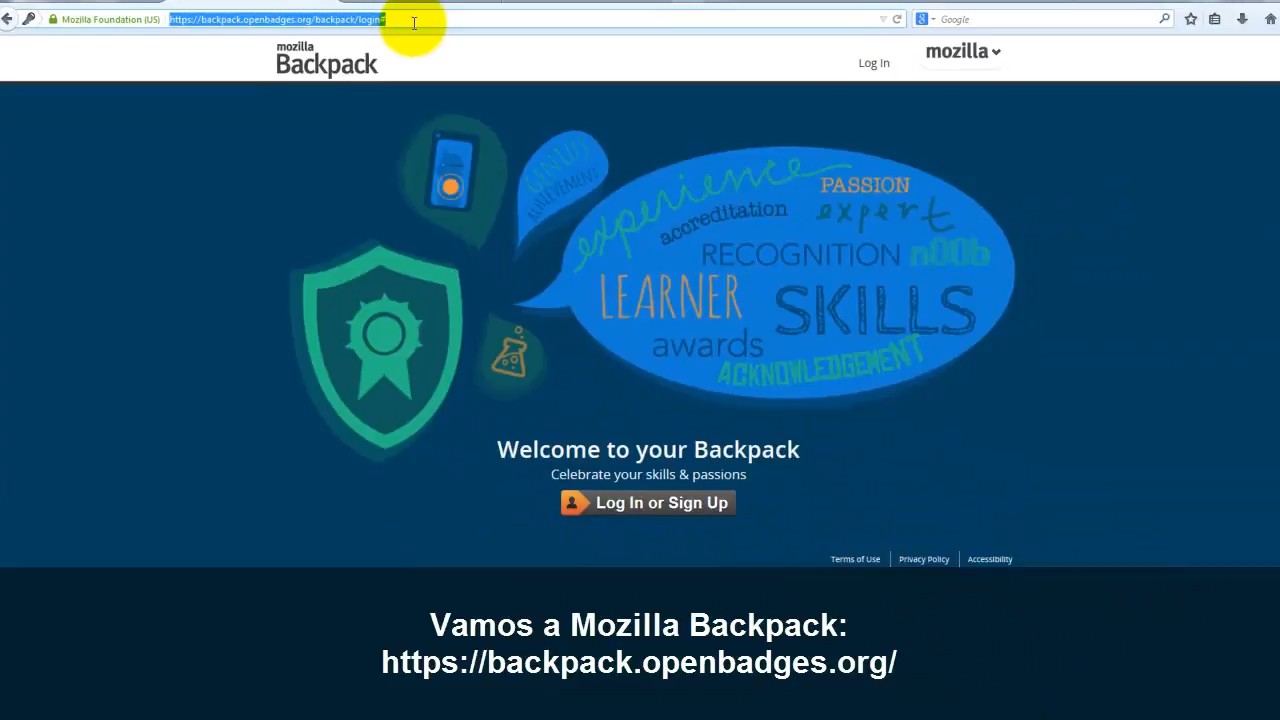 Mozilla Foundation (US)
https://backpack.openbadges.org/backpack/login#
Google
mozilla
Backpack
Log In
mozilla
GENIUS
ACHIEVEMENT
experience
PASSION
accreditation
expert
RECOGNITION
n00b
LEARNER
SKILLS
awards
ACKNOWLEDGEMENT
Welcome to your Backpack
Celebrate your skills & passions
Log In or Sign Up
Terms of Use
Privacy Policy
Accessibility
Vamos a Mozilla Backpack:
https://backpack.openbadges.org/